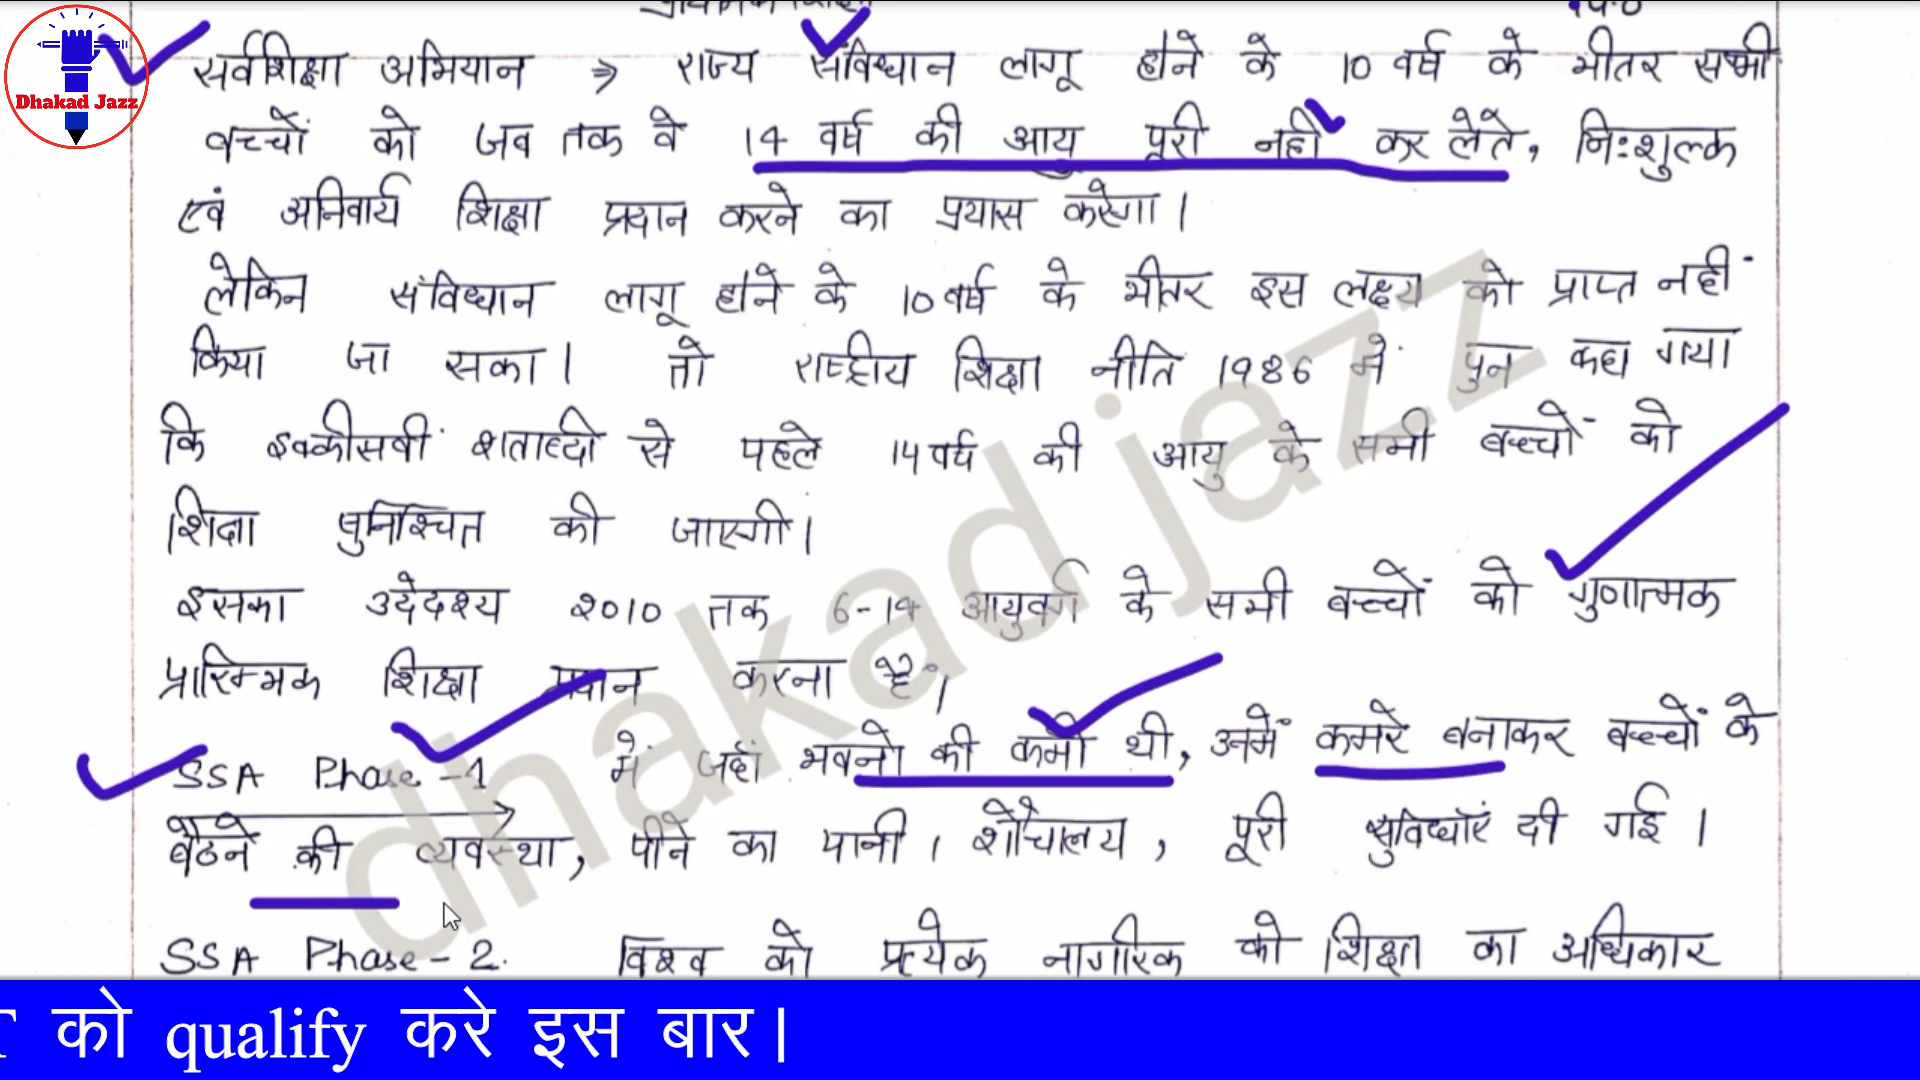 Dhakad Jazz
सर्वशिक्षा अभियान ⇒ राज्य संविधान लागू होने के 10 वर्ष के भीतर सभी
बच्चों को जब तक वे 14 वर्ष की आयु पूरी नहीं कर लेते, निःशुल्क
एवं अनिवार्य शिक्षा प्रदान करने का प्रयास करेगा।
लेकिन संविधान लागू होने के 10 वर्ष के भीतर इस लक्ष्य को प्राप्त नहीं
किया जा सका। तो राष्ट्रीय शिक्षा नीति 1986 में पुन कहा गया
कि इक्कीसवीं शताब्दी से पहले 14 वर्ष की आयु के सभी बच्चों को
शिक्षा सुनिश्चित की जाएगी।
इसका उदेदश्य २०10 तक 6-14 आयुवर्ग के सभी बच्चों को गुणात्मक
प्रारम्भिक शिक्षा प्रदान करना है।
SSA Phase-1 में जहाँ भवनो की कमी थी, उनमें कमरे बनाकर बच्चों के
बैठने की व्यवस्था, पीने का पानी। शौचालय, पूरी सुविधाएं दी गई।
SSA Phase-2. विश्व के प्रत्येक नागरिक को शिक्षा का अधिकार
dhakad jazz
को qualify करे इस बार।